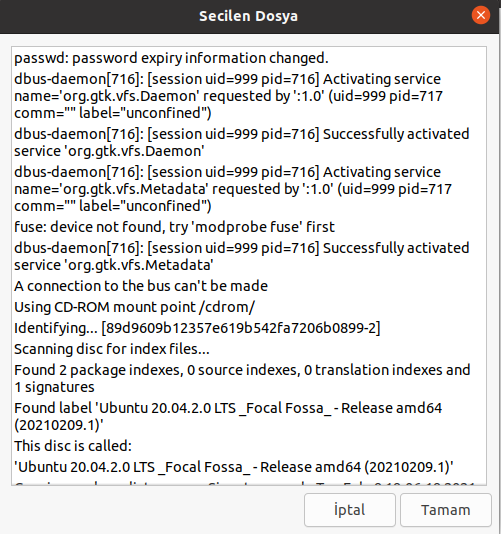 Secilen Dosya
passwd: password expiry information changed.
dbus-daemon[716]: [session uid=999 pid=716] Activating service
name='org.gtk.vfs.Daemon' requested by ':1.0' (uid=999 pid=717
comm="" label="unconfined")
dbus-daemon[716]: [session uid=999 pid=716] Successfully activated
service 'org.gtk.vfs.Daemon'
dbus-daemon[716]: [session uid=999 pid=716] Activating service
name='org.gtk.vfs.Metadata' requested by ':1.0' (uid=999 pid=717
comm="" label="unconfined")
fuse: device not found, try 'modprobe fuse' first
dbus-daemon[716]: [session uid=999 pid=716] Successfully activated
service 'org.gtk.vfs.Metadata'
A connection to the bus can't be made
Using CD-ROM mount point /cdrom/
Identifying... [89d9609b12357e619b542fa7206b0899-2]
Scanning disc for index files...
Found 2 package indexes, 0 source indexes, 0 translation indexes and
1 signatures
Found label 'Ubuntu 20.04.2.0 LTS _Focal Fossa_ - Release amd64
(20210209.1)'
This disc is called:
'Ubuntu 20.04.2.0 LTS _Focal Fossa_ - Release amd64 (20210209.1)'
İptal
Tamam